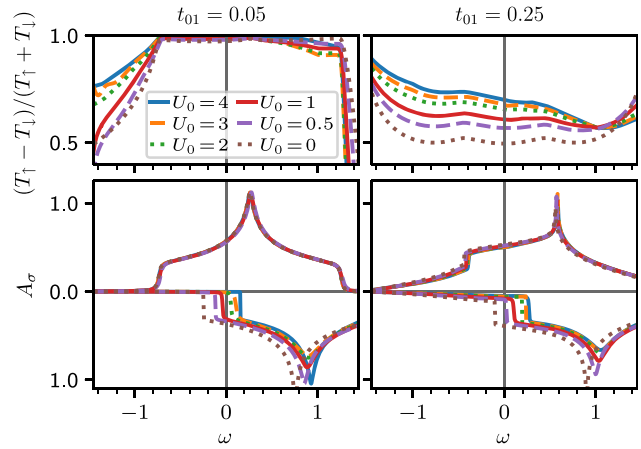 t₀₁ = 0.05
t₀₁ = 0.25
(T↑ − T↓)/(T↑ + T↓)
1.0
0.5
U₀ = 4
U₀ = 1
U₀ = 3
U₀ = 0.5
U₀ = 2
U₀ = 0
A_σ
1.0
0.0
1.0
−1 0 1
−1 0 1
ω
ω